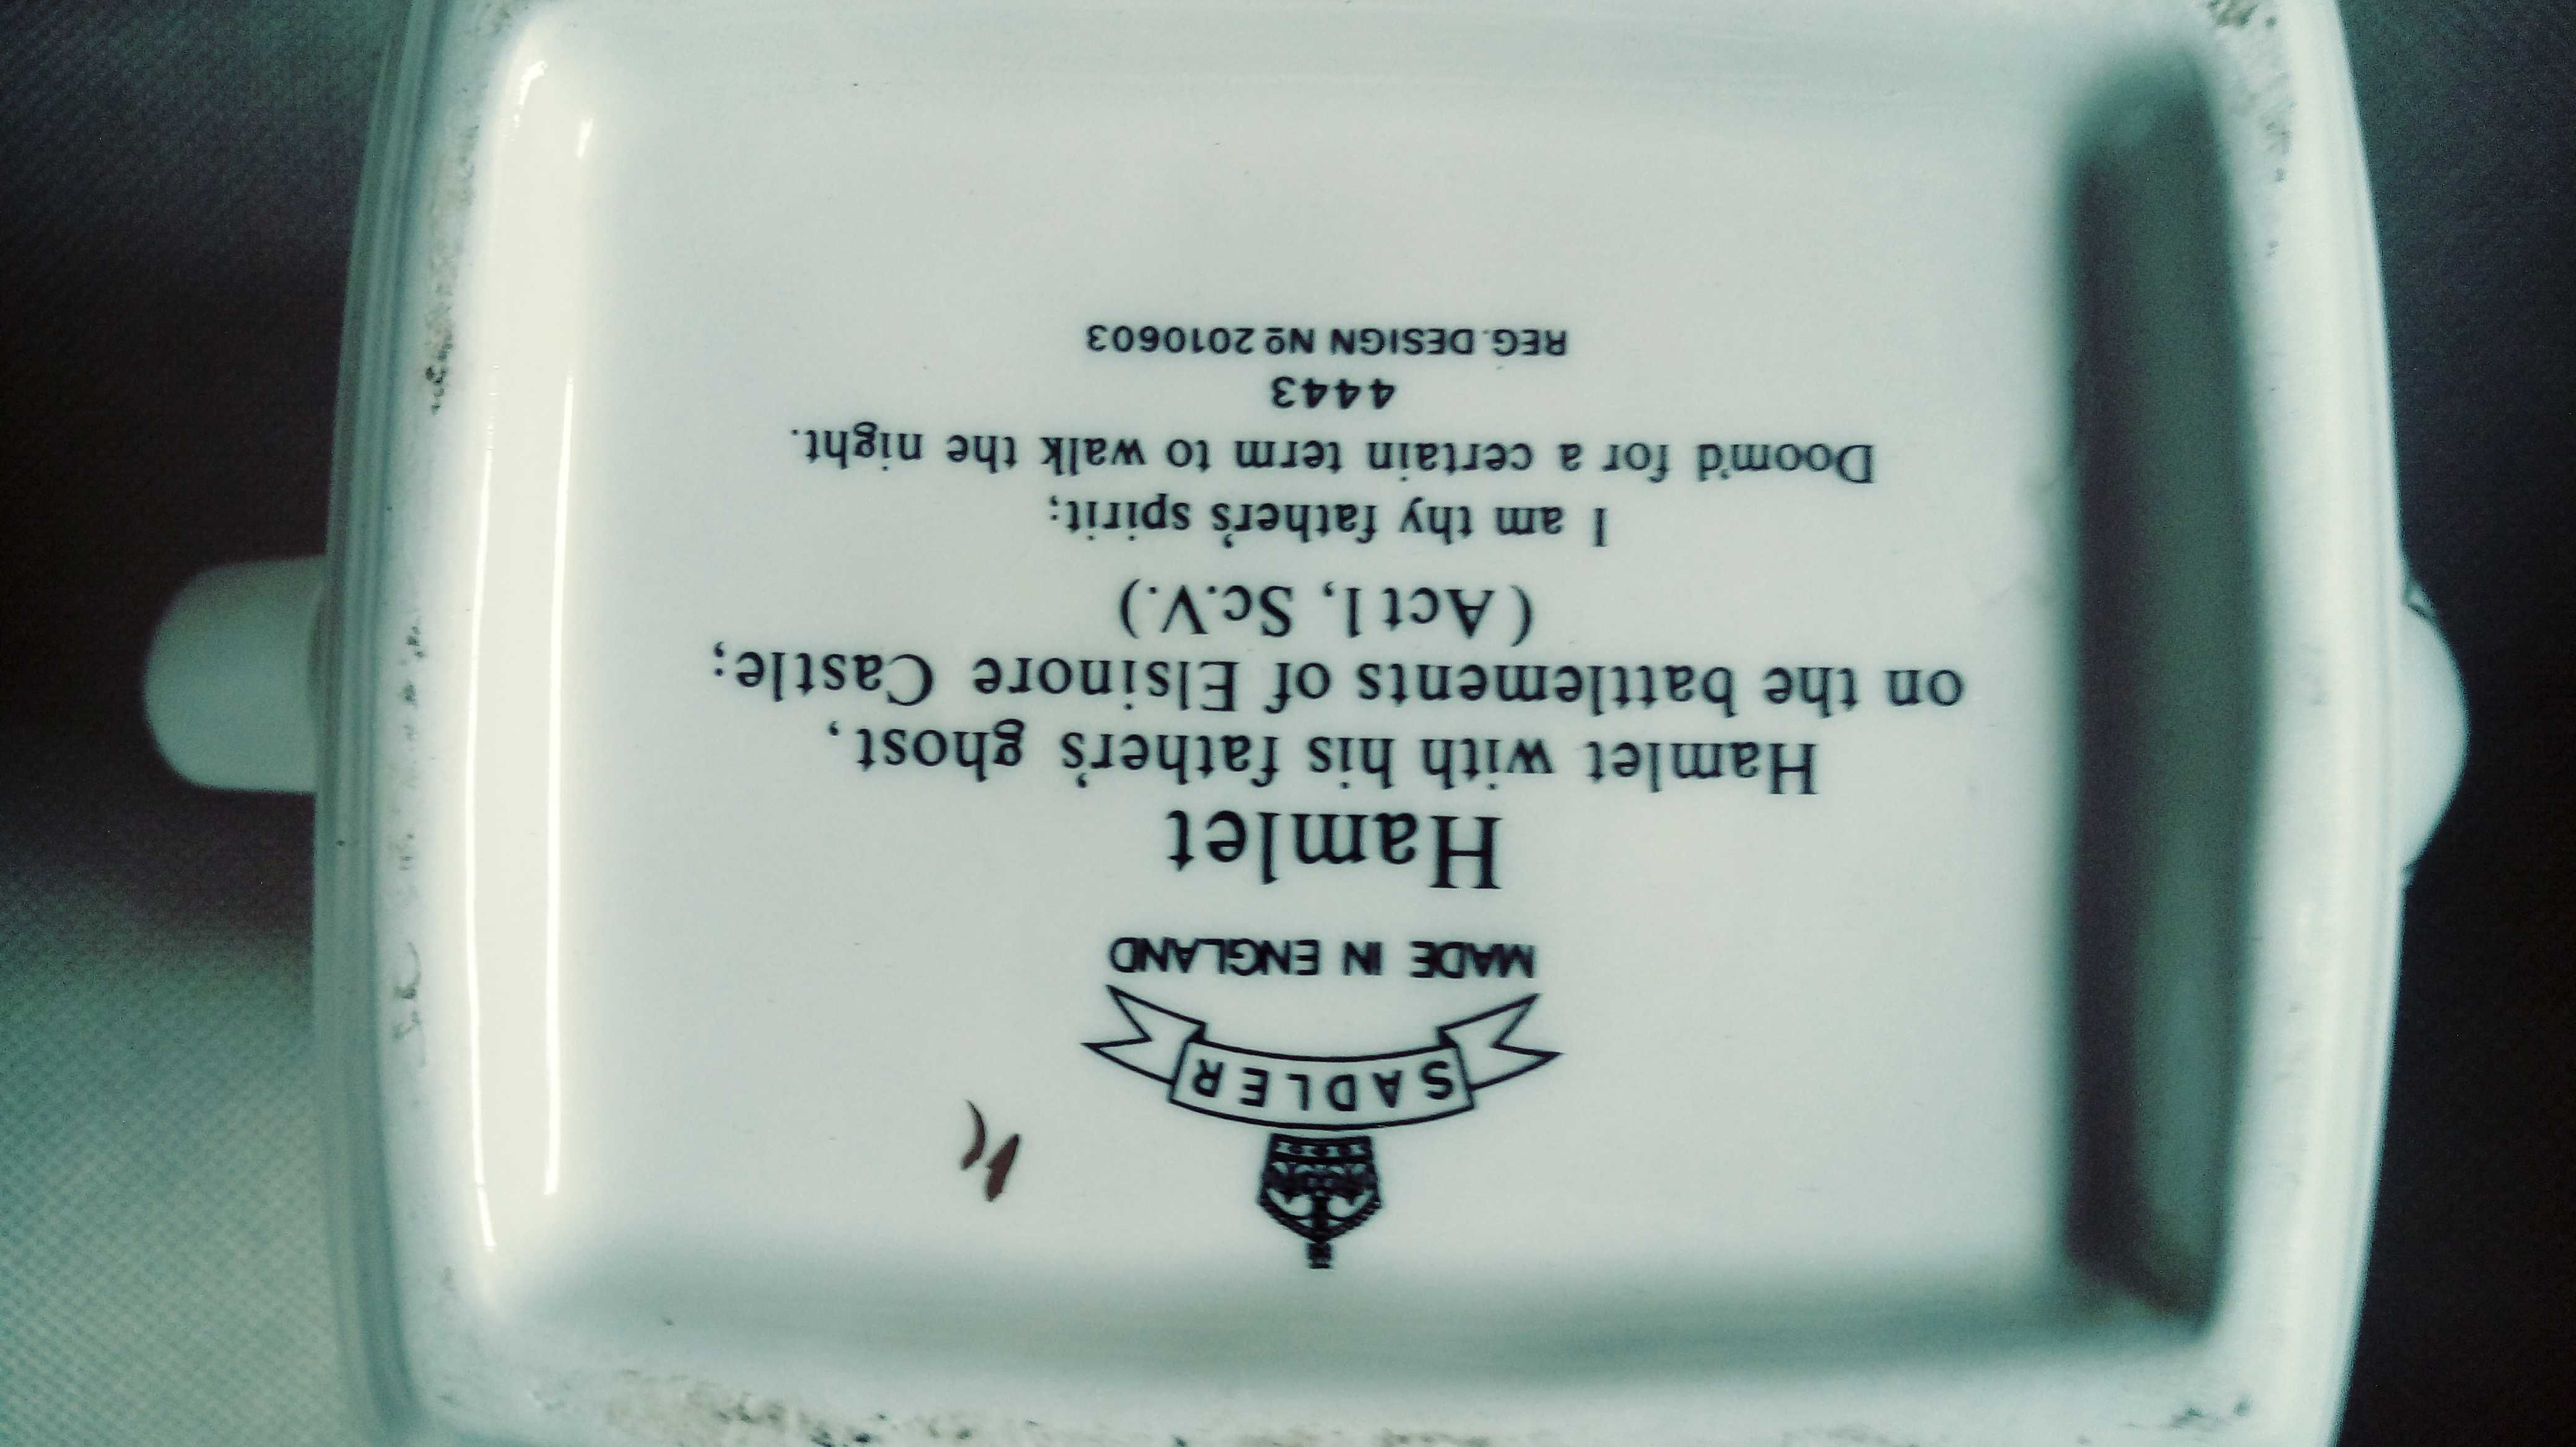 SADLER
MADE IN ENGLAND
Hamlet
Hamlet with his father's ghost,
on the battlements of Elsinore Castle;
(Act 1, Sc.V.)
I am thy father's spirit;
Doom'd for a certain term to walk the night.
4443
REG. DESIGN Nº 2010603